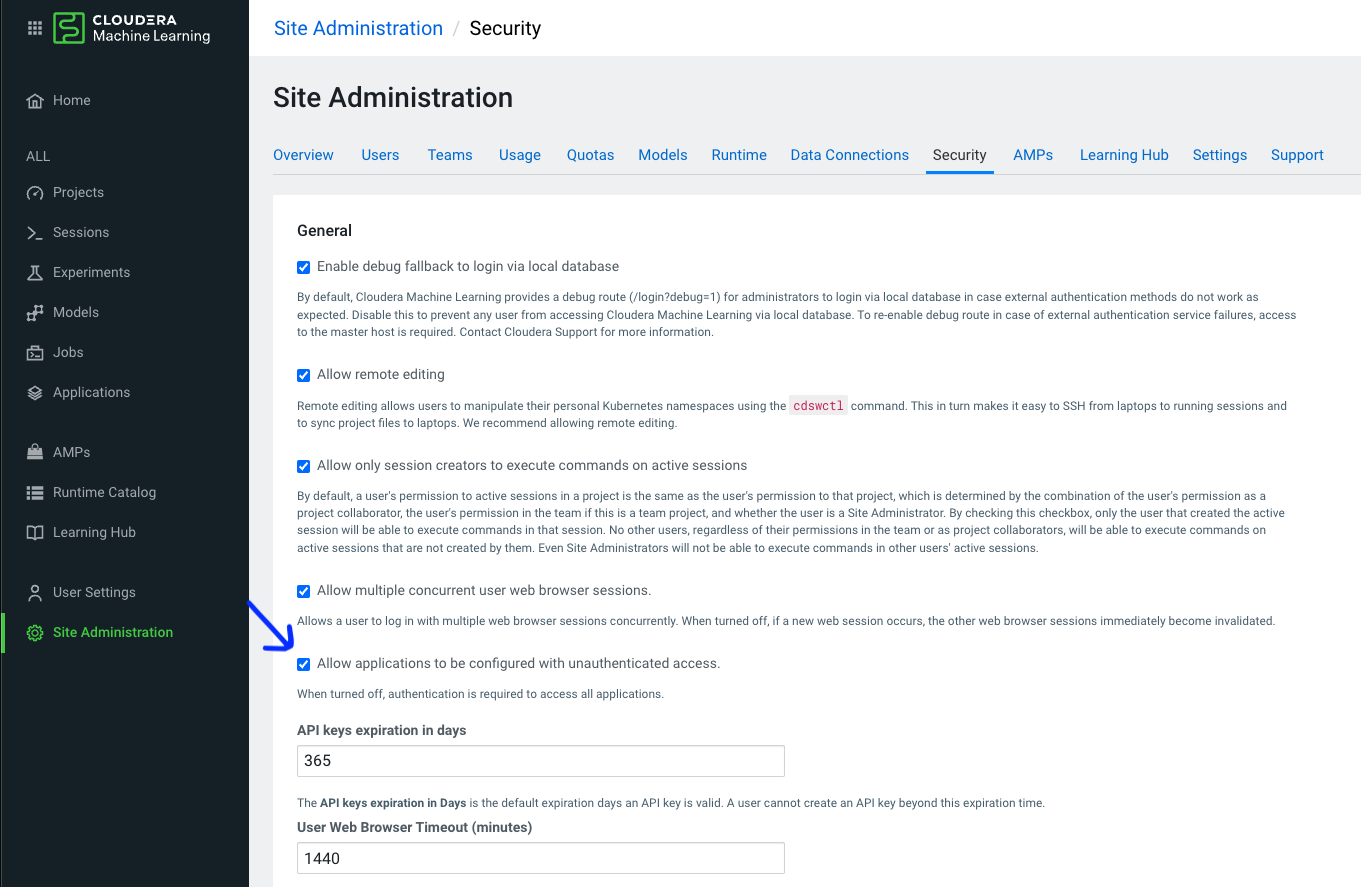 CLOUDERA
Machine Learning
Home
ALL
Projects
Sessions
Experiments
Models
Jobs
Applications
AMPs
Runtime Catalog
Learning Hub
User Settings
Site Administration
Site Administration / Security
Site Administration
Overview Users Teams Usage Quotas Models Runtime Data Connections Security AMPs Learning Hub Settings Support
General
Enable debug fallback to login via local database
By default, Cloudera Machine Learning provides a debug route (/login?debug=1) for administrators to login via local database in case external authentication methods do not work as
expected. Disable this to prevent any user from accessing Cloudera Machine Learning via local database. To re-enable debug route in case of external authentication service failures, access
to the master host is required. Contact Cloudera Support for more information.
Allow remote editing
Remote editing allows users to manipulate their personal Kubernetes namespaces using the cdswctl command. This in turn makes it easy to SSH from laptops to running sessions and
to sync project files to laptops. We recommend allowing remote editing.
Allow only session creators to execute commands on active sessions
By default, a user's permission to active sessions in a project is the same as the user's permission to that project, which is determined by the combination of the user's permission as a
project collaborator, the user's permission in the team if this is a team project, and whether the user is a Site Administrator. By checking this checkbox, only the user that created the active
session will be able to execute commands in that session. No other users, regardless of their permissions in the team or as project collaborators, will be able to execute commands on
active sessions that are not created by them. Even Site Administrators will not be able to execute commands in other users' active sessions.
Allow multiple concurrent user web browser sessions.
Allows a user to log in with multiple web browser sessions concurrently. When turned off, if a new web session occurs, the other web browser sessions immediately become invalidated.
Allow applications to be configured with unauthenticated access.
When turned off, authentication is required to access all applications.
API keys expiration in days
365
The API keys expiration in Days is the default expiration days an API key is valid. A user cannot create an API key beyond this expiration time.
User Web Browser Timeout (minutes)
1440